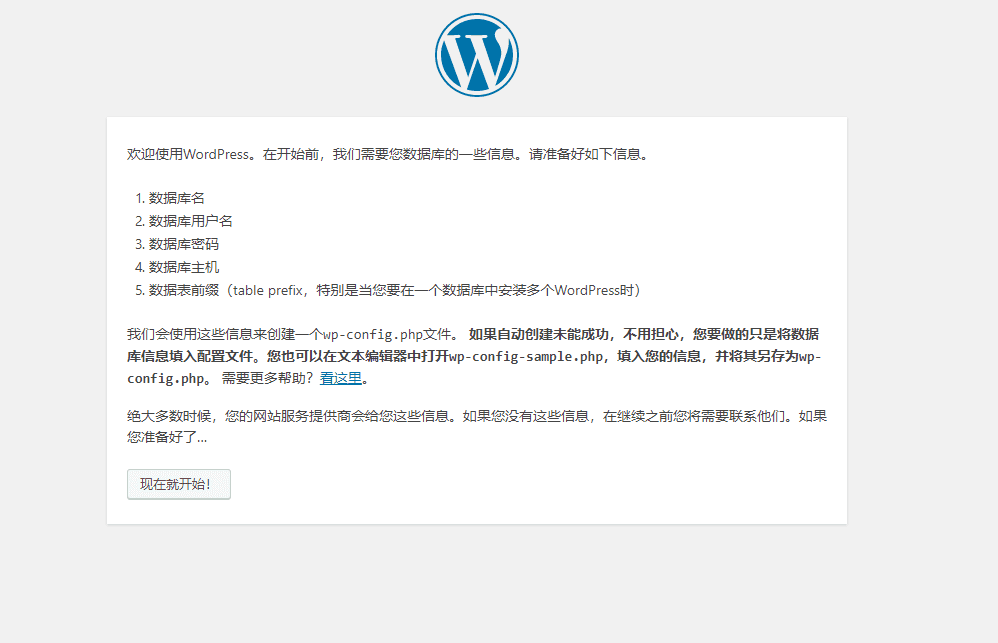 欢迎使用WordPress。在开始前，我们需要您数据库的一些信息。请准备好如下信息。
1. 数据库名
2. 数据库用户名
3. 数据库密码
4. 数据库主机
5. 数据表前缀（table prefix，特别是当您要在一个数据库中安装多个WordPress时）
我们会使用这些信息来创建一个wp-config.php文件。 如果自动创建未能成功，不用担心，您要做的只是将数据
库信息填入配置文件。您也可以在文本编辑器中打开wp-config-sample.php，填入您的信息，并将其另存为wp-
config.php。 需要更多帮助？看这里。
绝大多数时候，您的网站服务提供商会给您这些信息。如果您没有这些信息，在继续之前您将需要联系他们。如果
您准备好了…
现在就开始！